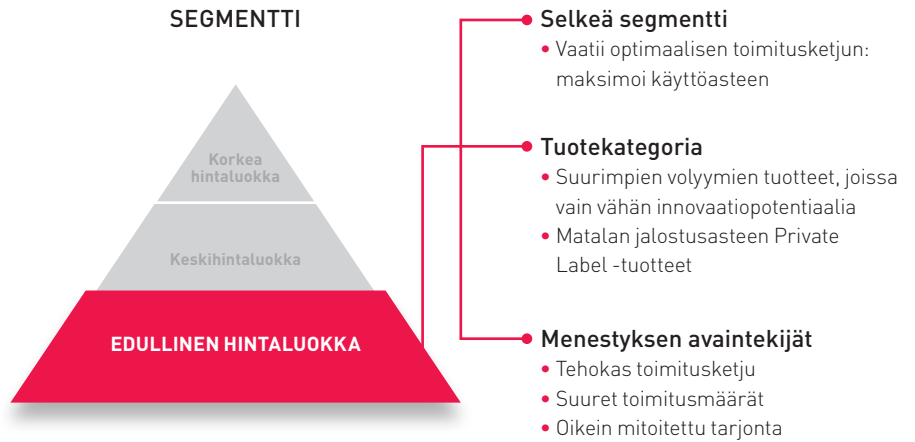 SEGMENTTI
Korkea
hintaluokka
Keskihintaluokka
EDULLINEN HINTALUOKKA
Selkeä segmentti
• Vaatii optimaalisen toimitusketjun:
maksimoi käyttöasteen
Tuotekategoria
• Suurimpien volyymien tuotteet, joissa
vain vähän innovaatiopotentiaalia
• Matalan jalostusasteen Private
Label -tuotteet
Menestyksen avaintekijät
• Tehokas toimitusketju
• Suuret toimitusmäärät
• Oikein mitoitettu tarjonta